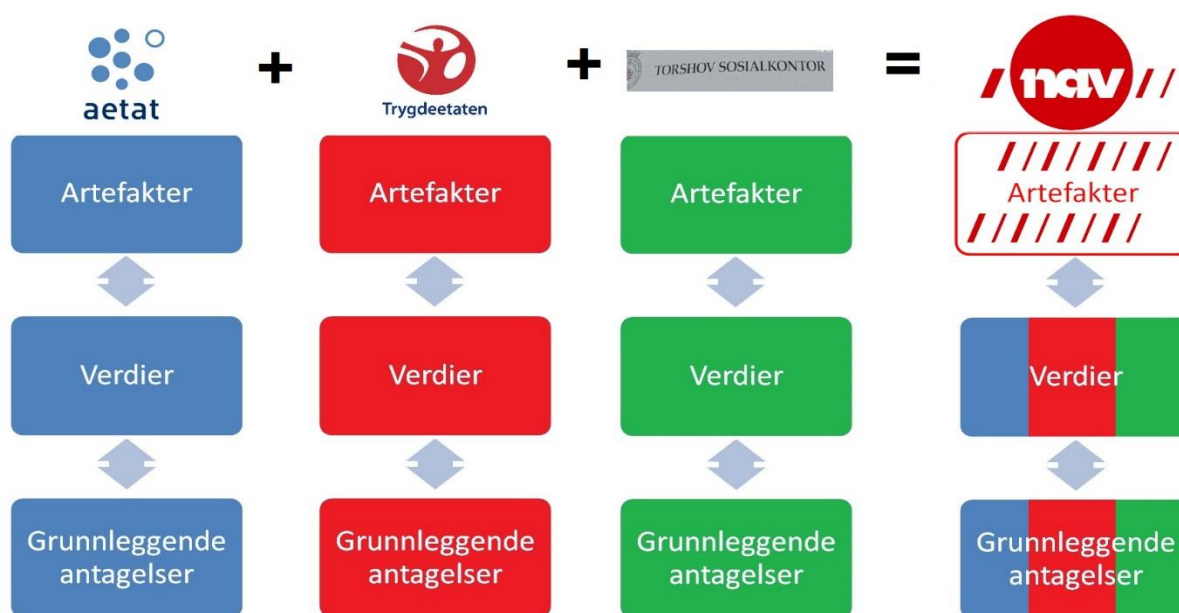 aetat
+
Trygdeetaten
+
TORSHOV SOSIALKONTOR
=
nav
Artefakter
Artefakter
Artefakter
Artefakter
Verdier
Verdier
Verdier
Verdier
Grunnleggende
antagelser
Grunnleggende
antagelser
Grunnleggende
antagelser
Grunnleggende
antagelser